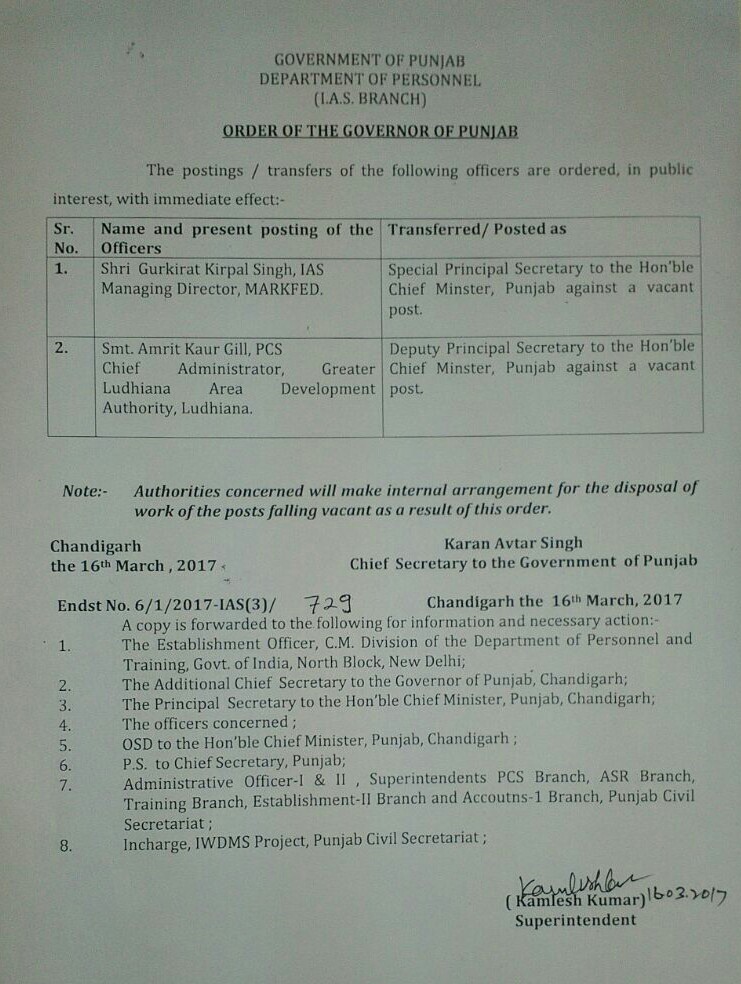 GOVERNMENT OF PUNJAB
DEPARTMENT OF PERSONNEL
(I.A.S. BRANCH)
ORDER OF THE GOVERNOR OF PUNJAB
The postings / transfers of the following officers are ordered, in public
interest, with immediate effect:-
Sr. No. Name and present posting of the Officers Transferred/ Posted as
1. Shri Gurkirat Kirpal Singh, IAS
Managing Director, MARKFED.
Special Principal Secretary to the Hon'ble
Chief Minster, Punjab against a vacant
post.
2. Smt. Amrit Kaur Gill, PCS
Chief Administrator, Greater
Ludhiana Area Development
Authority, Ludhiana.
Deputy Principal Secretary to the Hon'ble
Chief Minster, Punjab against a vacant
post.
Note:- Authorities concerned will make internal arrangement for the disposal of
work of the posts falling vacant as a result of this order.
Chandigarh Karan Avtar Singh
the 16th March , 2017 Chief Secretary to the Government of Punjab
Endst No. 6/1/2017-IAS(3)/ 729 Chandigarh the 16th March, 2017
A copy is forwarded to the following for information and necessary action:-
1. The Establishment Officer, C.M. Division of the Department of Personnel and
Training, Govt. of India, North Block, New Delhi;
2. The Additional Chief Secretary to the Governor of Punjab, Chandigarh;
3. The Principal Secretary to the Hon'ble Chief Minister, Punjab, Chandigarh;
4. The officers concerned ;
5. OSD to the Hon'ble Chief Minister, Punjab, Chandigarh ;
6. P.S. to Chief Secretary, Punjab;
7. Administrative Officer-I & II , Superintendents PCS Branch, ASR Branch,
Training Branch, Establishment-II Branch and Accoutns-1 Branch, Punjab Civil
Secretariat ;
8. Incharge, IWDMS Project, Punjab Civil Secretariat ;
( Kamlesh Kumar) 16.03.2017
Superintendent